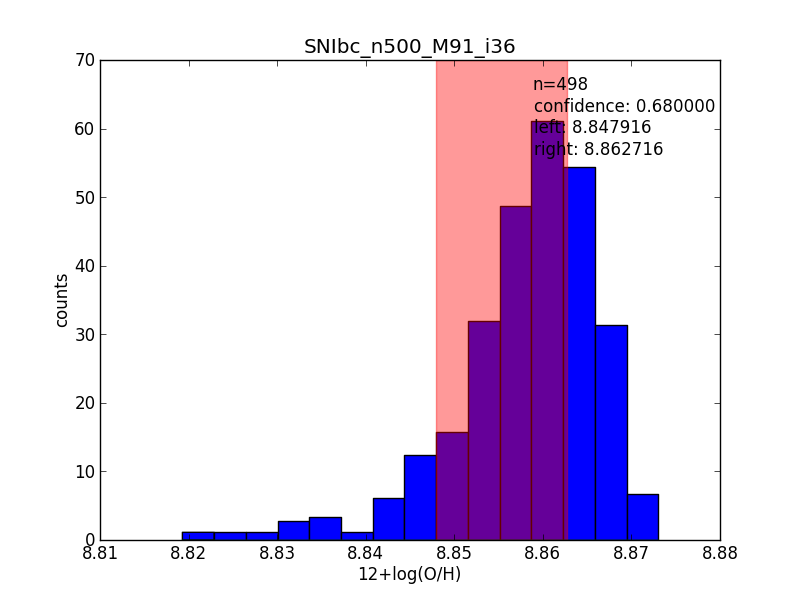 SNIbc_n500_M91_i36
n=498
confidence: 0.680000
left: 8.847916
right: 8.862716
70
60
50
40
30
20
10
0
counts
8.81 8.82 8.83 8.84 8.85 8.86 8.87 8.88
12+log(O/H)